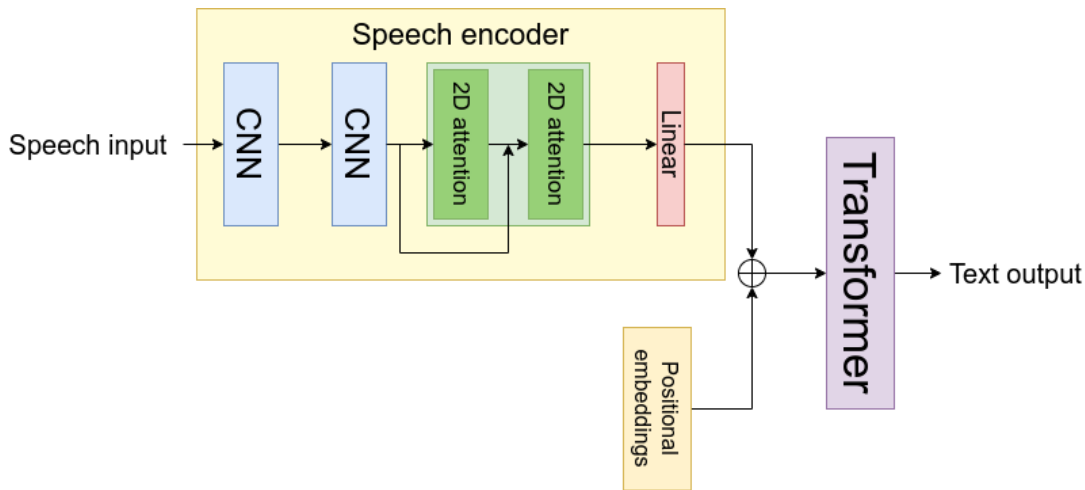 Speech encoder
Speech input
CNN
CNN
2D attention
2D attention
Linear
Transformer
Text output
Positional
embeddings